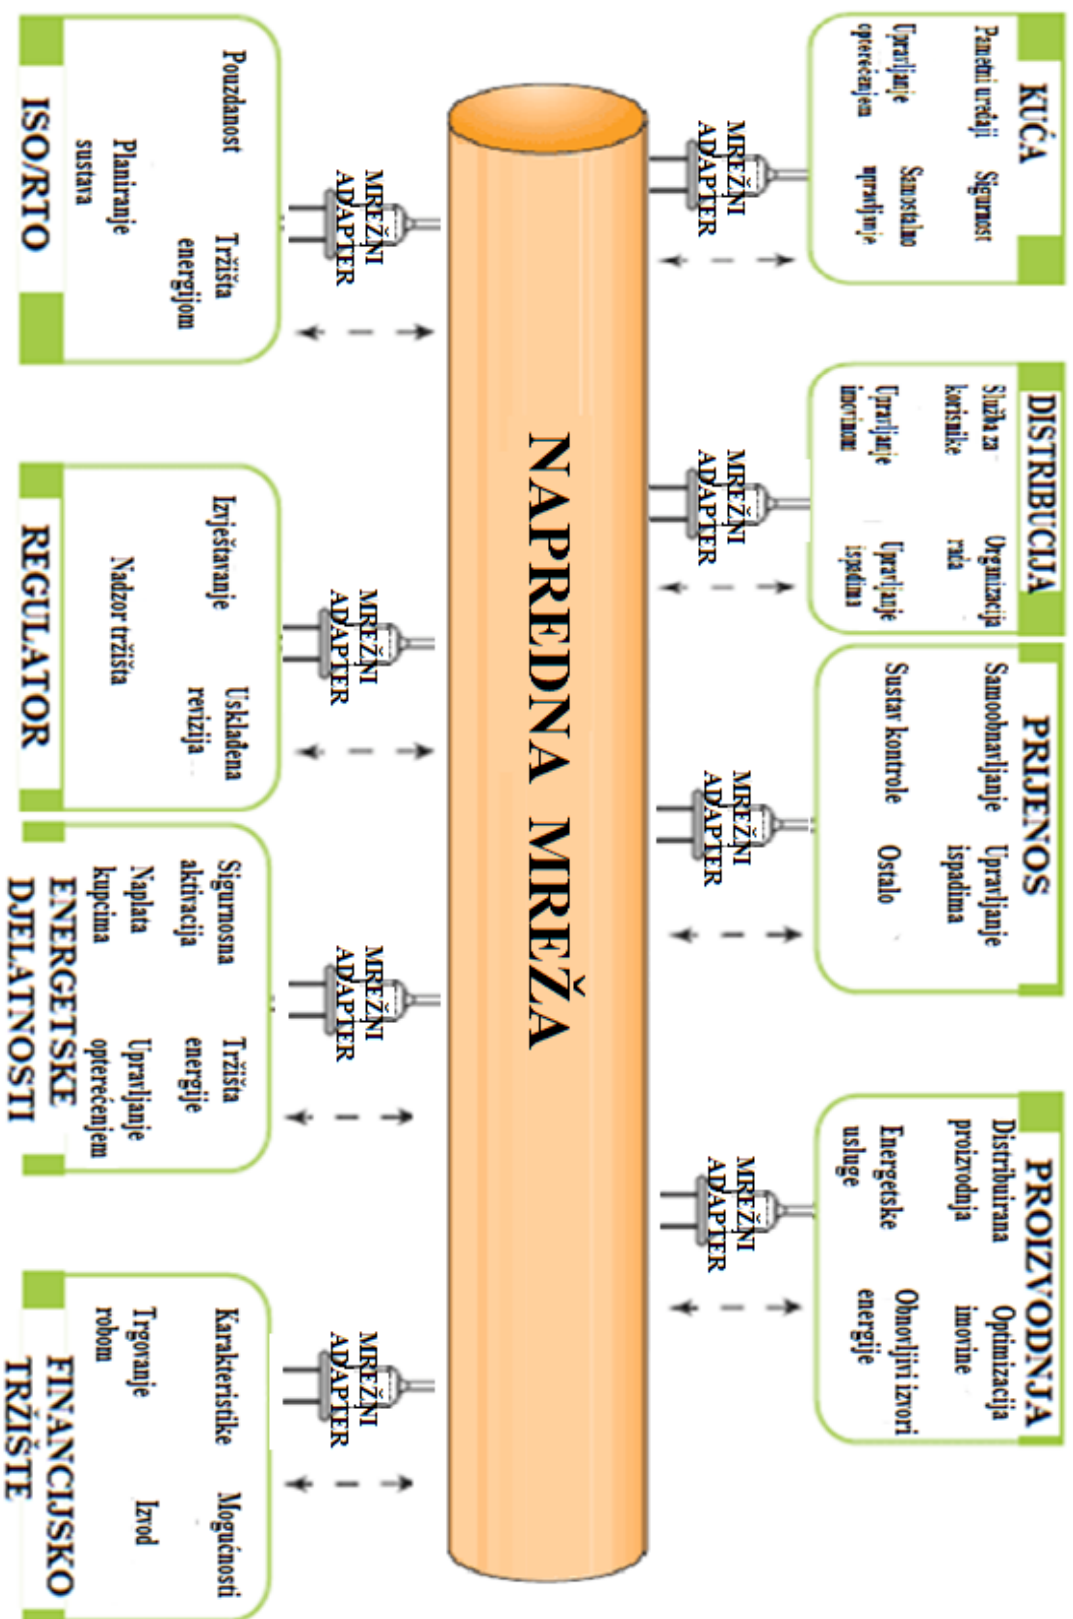 KUĆA
Pametni uređaji
Sigurnost
Upravljanje
opterećenjem
Samostalno
upravljanje
DISTRIBUCIJA
Služba za
korisnike
Organizacija
rada
Upravljanje
imovinom
Upravljanje
ispadima
PRIJENOS
Samoobnavljanje
Upravljanje
ispadima
Sustav kontrole
Ostalo
PROIZVODNJA
Distribuirana
proizvodnja
Optimizacija
imovine
Energetske
usluge
Obnovljivi izvori
energije
MREŽNI
ADAPTER
MREŽNI
ADAPTER
MREŽNI
ADAPTER
MREŽNI
ADAPTER
NAPREDNA MREŽA
MREŽNI
ADAPTER
MREŽNI
ADAPTER
MREŽNI
ADAPTER
MREŽNI
ADAPTER
Pouzdanost
Tržišta
energijom
Planiranje
sustava
ISO/RTO
Izvještavanje
Usklađena
revizija
Nadzor tržišta
REGULATOR
Sigurnosna
aktivacija
Tržišta
energije
Naplata
kupcima
Upravljanje
opterećenjem
ENERGETSKE
DJELATNOSTI
Karakteristike
Mogućnosti
Trgovanje
robom
Izvod
FINANCIJSKO
TRŽIŠTE